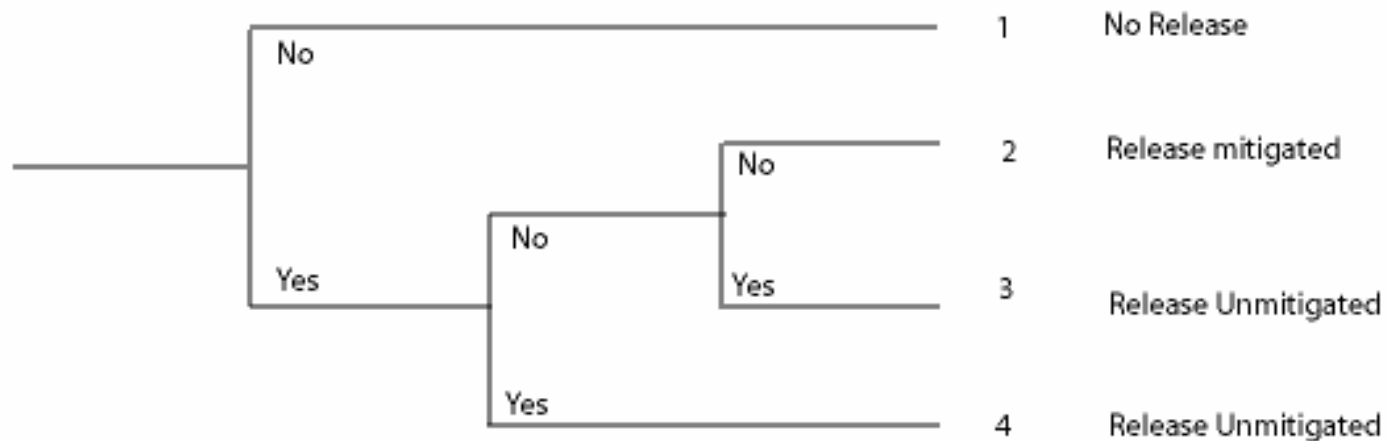 1 No Release
No
2 Release mitigated
No
No
Yes
Yes
3 Release Unmitigated
Yes
4 Release Unmitigated